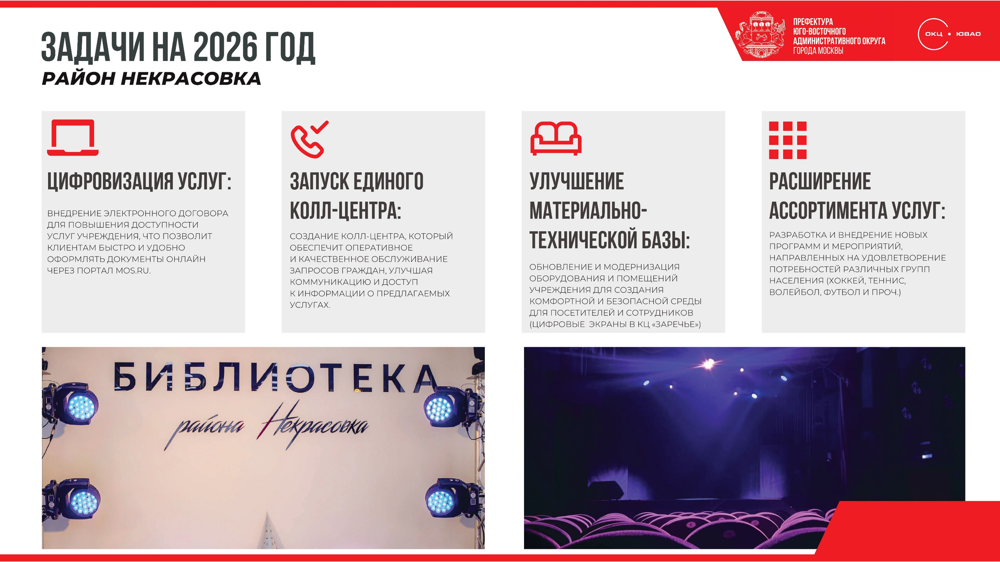 ЗАДАЧИ НА 2026 ГОД
РАЙОН НЕКРАСОВКА
ПРЕФЕКТУРА
ЮГО-ВОСТОЧНОГО
АДМИНИСТРАТИВНОГО ОКРУГА
ГОРОДА МОСКВЫ
ОКЦ • ЮВАО
ЦИФРОВИЗАЦИЯ УСЛУГ:
ВНЕДРЕНИЕ ЭЛЕКТРОННОГО ДОГОВОРА
ДЛЯ ПОВЫШЕНИЯ ДОСТУПНОСТИ
УСЛУГ УЧРЕЖДЕНИЯ, ЧТО ПОЗВОЛИТ
КЛИЕНТАМ БЫСТРО И УДОБНО
ОФОРМЛЯТЬ ДОКУМЕНТЫ ОНЛАЙН
ЧЕРЕЗ ПОРТАЛ MOS.RU.
ЗАПУСК ЕДИНОГО
КОЛЛ-ЦЕНТРА:
СОЗДАНИЕ КОЛЛ-ЦЕНТРА, КОТОРЫЙ
ОБЕСПЕЧИТ ОПЕРАТИВНОЕ
И КАЧЕСТВЕННОЕ ОБСЛУЖИВАНИЕ
ЗАПРОСОВ ГРАЖДАН, УЛУЧШАЯ
КОММУНИКАЦИЮ И ДОСТУП
К ИНФОРМАЦИИ О ПРЕДЛАГАЕМЫХ
УСЛУГАХ.
УЛУЧШЕНИЕ
МАТЕРИАЛЬНО-
ТЕХНИЧЕСКОЙ БАЗЫ:
ОБНОВЛЕНИЕ И МОДЕРНИЗАЦИЯ
ОБОРУДОВАНИЯ И ПОМЕЩЕНИЙ
УЧРЕЖДЕНИЯ ДЛЯ СОЗДАНИЯ
КОМФОРТНОЙ И БЕЗОПАСНОЙ СРЕДЫ
ДЛЯ ПОСЕТИТЕЛЕЙ И СОТРУДНИКОВ
(ЦИФРОВЫЕ ЭКРАНЫ В КЦ «ЗАРЕЧЬЕ»)
РАСШИРЕНИЕ
АССОРТИМЕНТА УСЛУГ:
РАЗРАБОТКА И ВНЕДРЕНИЕ НОВЫХ
ПРОГРАММ И МЕРОПРИЯТИЙ,
НАПРАВЛЕННЫХ НА УДОВЛЕТВОРЕНИЕ
ПОТРЕБНОСТЕЙ РАЗЛИЧНЫХ ГРУПП
НАСЕЛЕНИЯ (ХОККЕЙ, ТЕННИС,
ВОЛЕЙБОЛ, ФУТБОЛ И ПРОЧ.)
БИБЛИОТЕКА
района Некрасовка